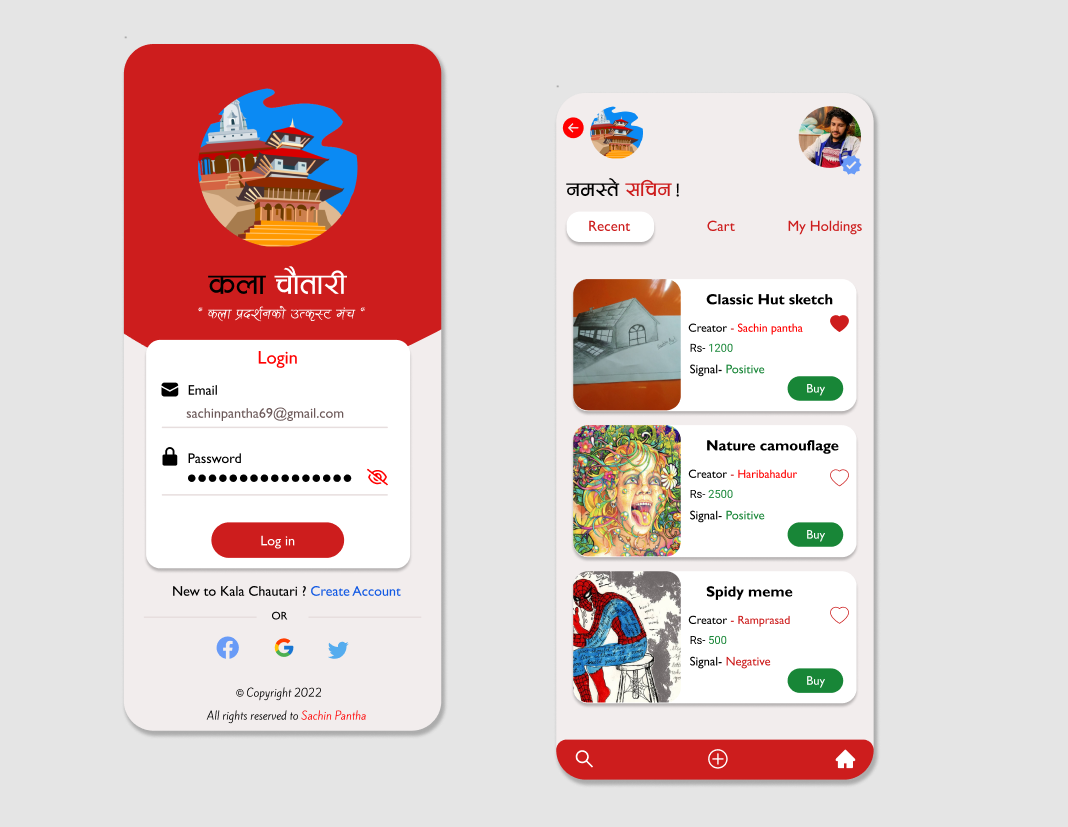 कला चौतारी
" कला प्रदर्शनको उत्कृस्ट मंच "
Login
Email
sachinpantha69@gmail.com
Password
Log in
New to Kala Chautari ? Create Account
OR
© Copyright 2022
All rights reserved to Sachin Pantha
नमस्ते सचिन !
Recent Cart My Holdings
Classic Hut sketch
Creator - Sachin pantha
Rs- 1200
Signal- Positive
Buy
Nature camouflage
Creator - Haribahadur
Rs- 2500
Signal- Positive
Buy
Spidy meme
Creator - Ramprasad
Rs- 500
Signal- Negative
Buy